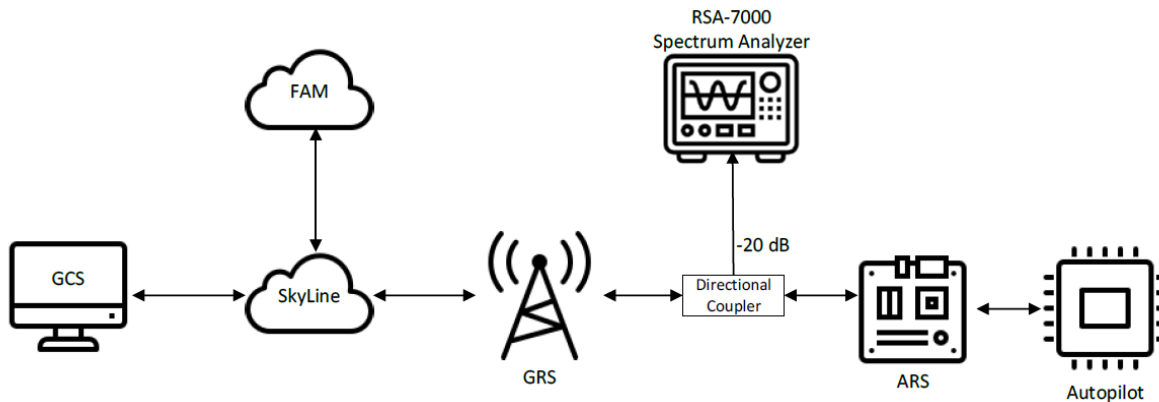 RSA-7000
Spectrum Analyzer
FAM
-20 dB
GCS
SkyLine
Directional
Coupler
GRS
ARS
Autopilot